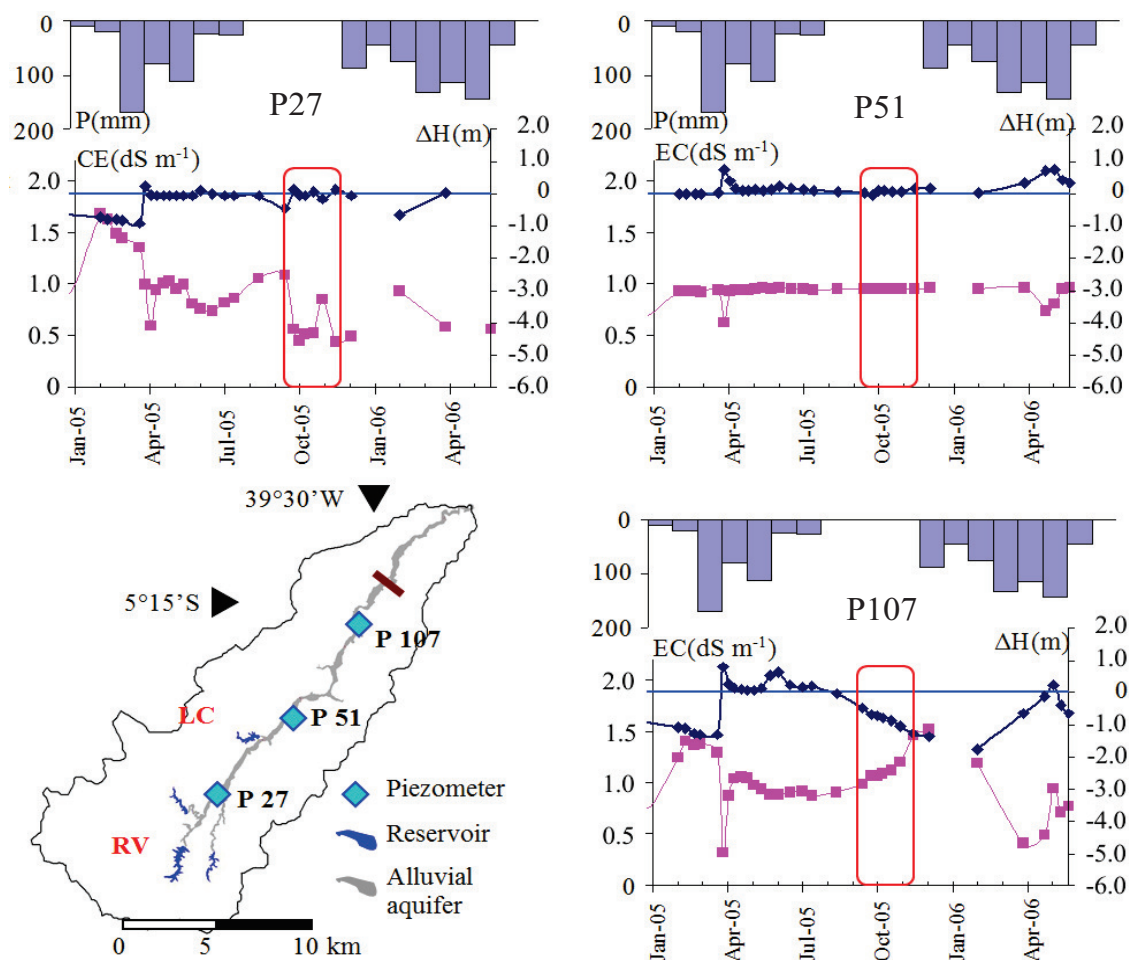 0
100
200
P(mm)
P27
ΔH(m)
CE(dS m⁻¹)
2.0
1.5
1.0
0.5
0
2.0
1.0
0
-1.0
-2.0
-3.0
-4.0
-5.0
-6.0
Jan-05
Apr-05
Jul-05
Oct-05
Jan-06
Apr-06
0
100
200
P(mm)
P51
ΔH(m)
EC(dS m⁻¹)
2.0
1.5
1.0
0.5
0
2.0
1.0
0
-1.0
-2.0
-3.0
-4.0
-5.0
-6.0
Jan-05
Apr-05
Jul-05
Oct-05
Jan-06
Apr-06
39°30'W
5°15'S
P 107
LC
P 51
P 27
RV
Piezometer
Reservoir
Alluvial
aquifer
0 5 10 km
0
100
200
P107
EC(dS m⁻¹)
ΔH(m)
2.0
1.5
1.0
0.5
0
2.0
1.0
0
-1.0
-2.0
-3.0
-4.0
-5.0
-6.0
Jan-05
Apr-05
Jul-05
Oct-05
Jan-06
Apr-06